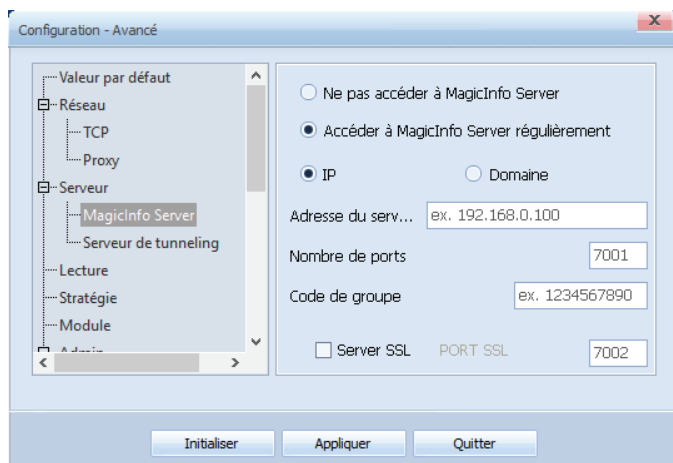 Configuration - Avancé
X
Valeur par défaut
Réseau
TCP
Proxy
Serveur
MagicInfo Server
Serveur de tunneling
Lecture
Stratégie
Module
Admin
Ne pas accéder à MagicInfo Server
Accéder à MagicInfo Server régulièrement
IP Domaine
Adresse du serv... ex. 192.168.0.100
Nombre de ports 7001
Code de groupe ex. 1234567890
Server SSL PORT SSL 7002
Initialiser Appliquer Quitter